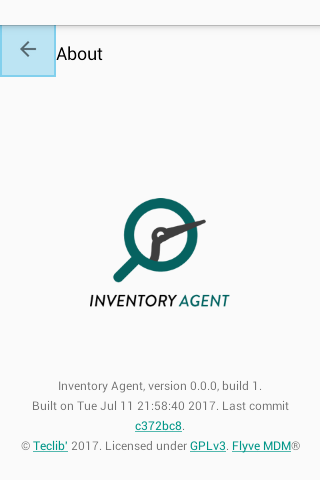 About
INVENTORY AGENT
Inventory Agent, version 0.0.0, build 1.
Built on Tue Jul 11 21:58:40 2017. Last commit
c372bc8.
© Teclib' 2017. Licensed under GPLv3. Flyve MDM®